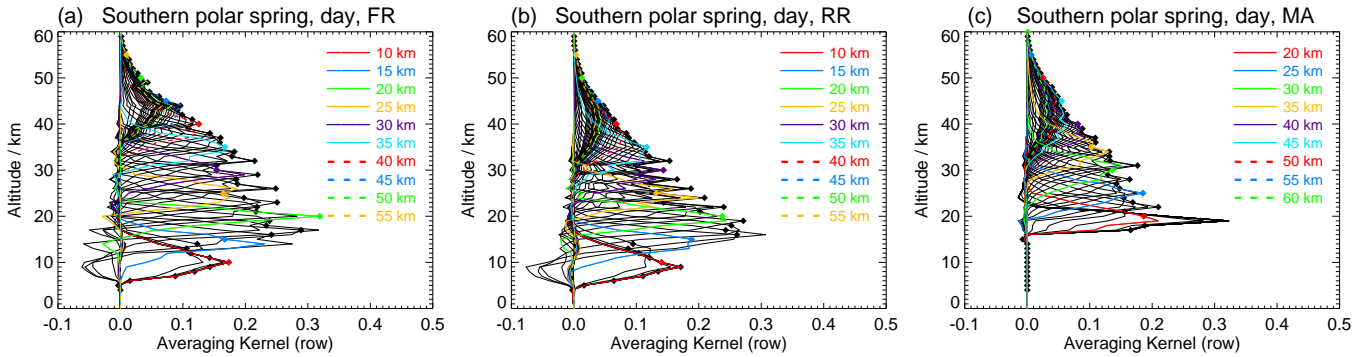 (a) Southern polar spring, day, FR
60
50
40
30
20
10
0
Altitude / km
10 km
15 km
20 km
25 km
30 km
35 km
40 km
45 km
50 km
55 km
-0.1 0.0 0.1 0.2 0.3 0.4 0.5
Averaging Kernel (row)
(b) Southern polar spring, day, RR
60
50
40
30
20
10
0
Altitude / km
10 km
15 km
20 km
25 km
30 km
35 km
40 km
45 km
50 km
55 km
-0.1 0.0 0.1 0.2 0.3 0.4 0.5
Averaging Kernel (row)
(c) Southern polar spring, day, MA
60
50
40
30
20
10
0
Altitude / km
20 km
25 km
30 km
35 km
40 km
45 km
50 km
55 km
60 km
-0.1 0.0 0.1 0.2 0.3 0.4 0.5
Averaging Kernel (row)